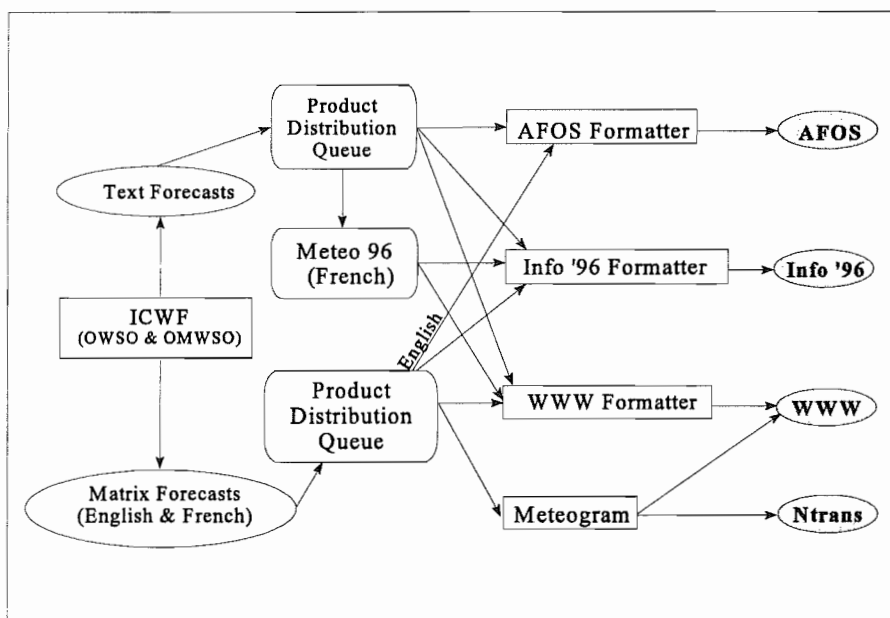 Product
Distribution
Queue
AFOS Formatter
AFOS
Text Forecasts
Meteo 96
(French)
Info '96 Formatter
Info '96
ICWF
(OWSO & OMWSO)
English
Product
Distribution
Queue
WWW Formatter
WWW
Matrix Forecasts
(English & French)
Meteogram
Ntrans